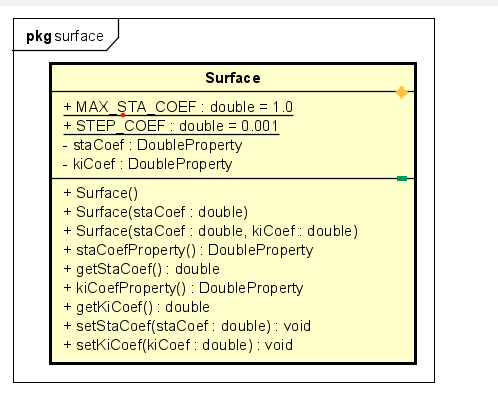 pkg surface
Surface
+ MAX_STA_COEF : double = 1.0
+ STEP_COEF : double = 0.001
- staCoef : DoubleProperty
- kiCoef : DoubleProperty
+ Surface()
+ Surface(staCoef : double)
+ Surface(staCoef : double, kiCoef : double)
+ staCoefProperty() : DoubleProperty
+ getStaCoef() : double
+ kiCoefProperty() : DoubleProperty
+ getKiCoef() : double
+ setStaCoef(staCoef : double) : void
+ setKiCoef(kiCoef : double) : void